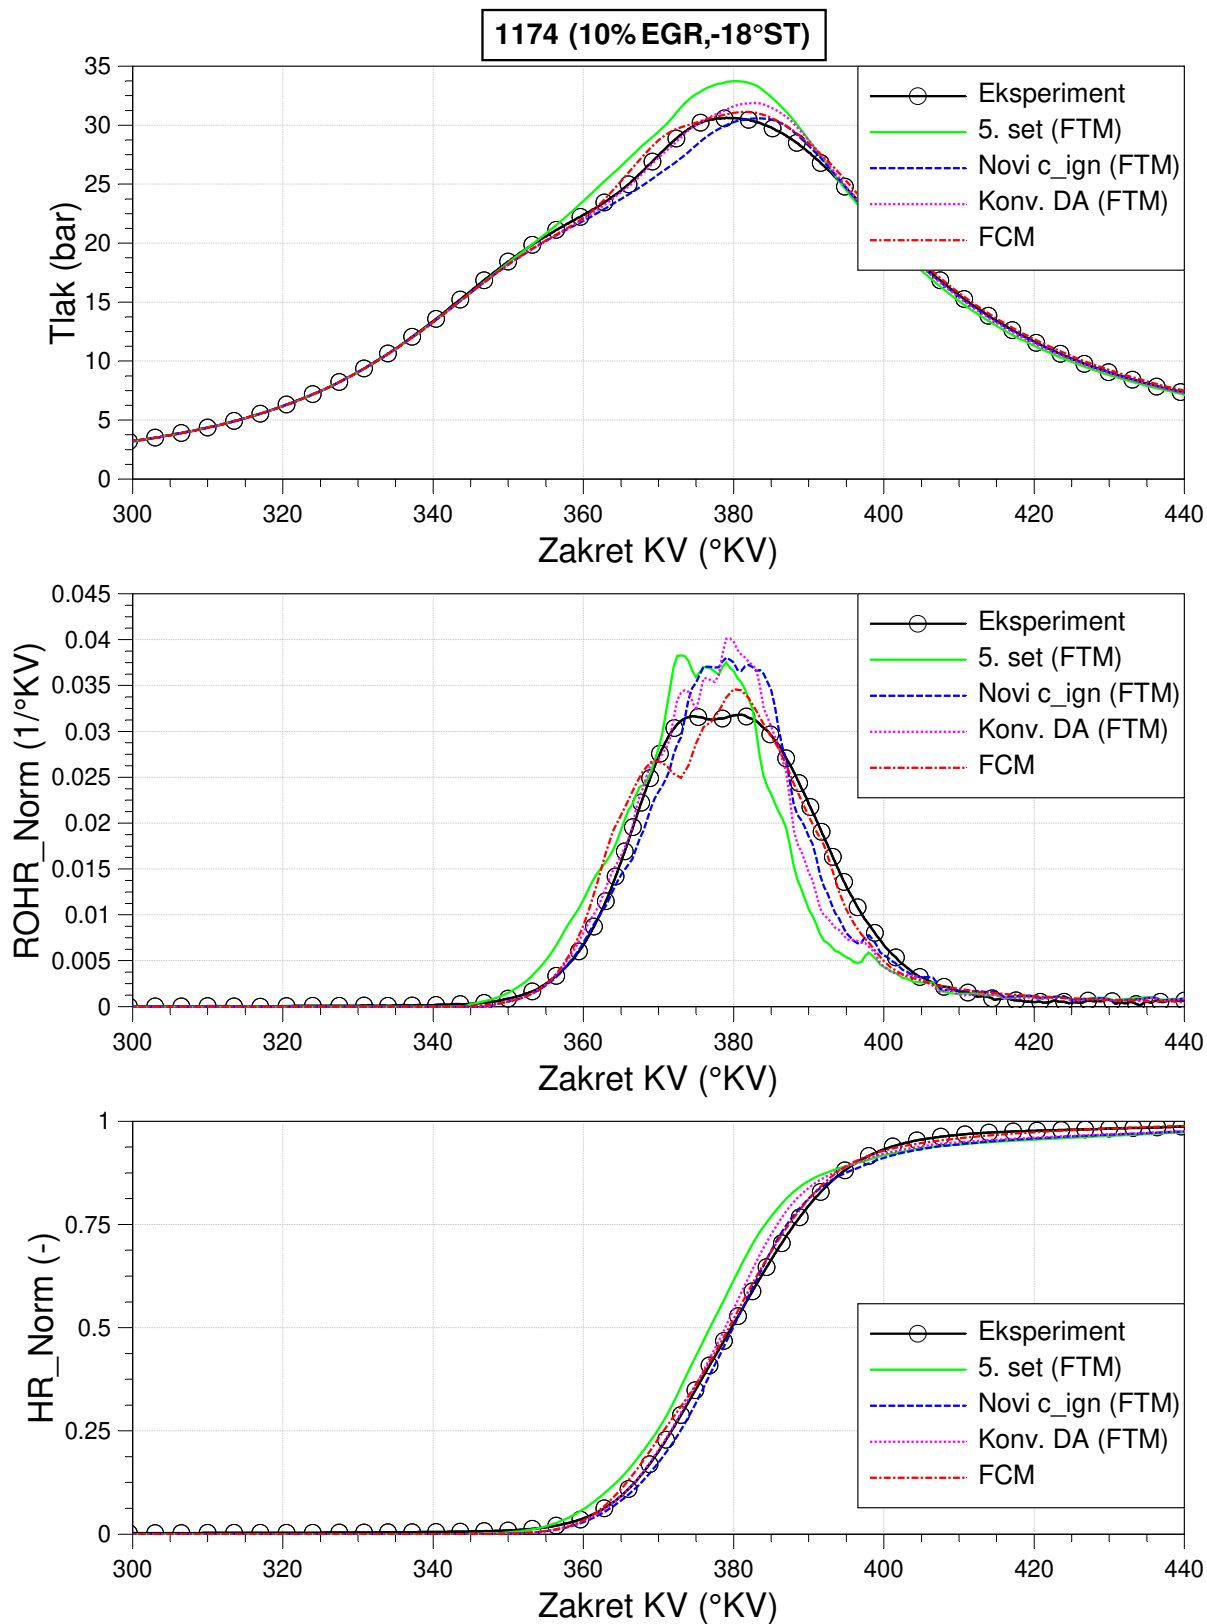 1174 (10% EGR,-18°ST)
35
30
25
20
15
10
5
0
Tlak (bar)
Eksperiment
5. set (FTM)
Novi c_ign (FTM)
Konv. DA (FTM)
FCM
300 320 340 360 380 400 420 440
Zakret KV (°KV)
0.045
0.04
0.035
0.03
0.025
0.02
0.015
0.01
0.005
0
ROHR_Norm (1/°KV)
Eksperiment
5. set (FTM)
Novi c_ign (FTM)
Konv. DA (FTM)
FCM
300 320 340 360 380 400 420 440
Zakret KV (°KV)
1
0.75
0.5
0.25
0
HR_Norm (-)
Eksperiment
5. set (FTM)
Novi c_ign (FTM)
Konv. DA (FTM)
FCM
300 320 340 360 380 400 420 440
Zakret KV (°KV)